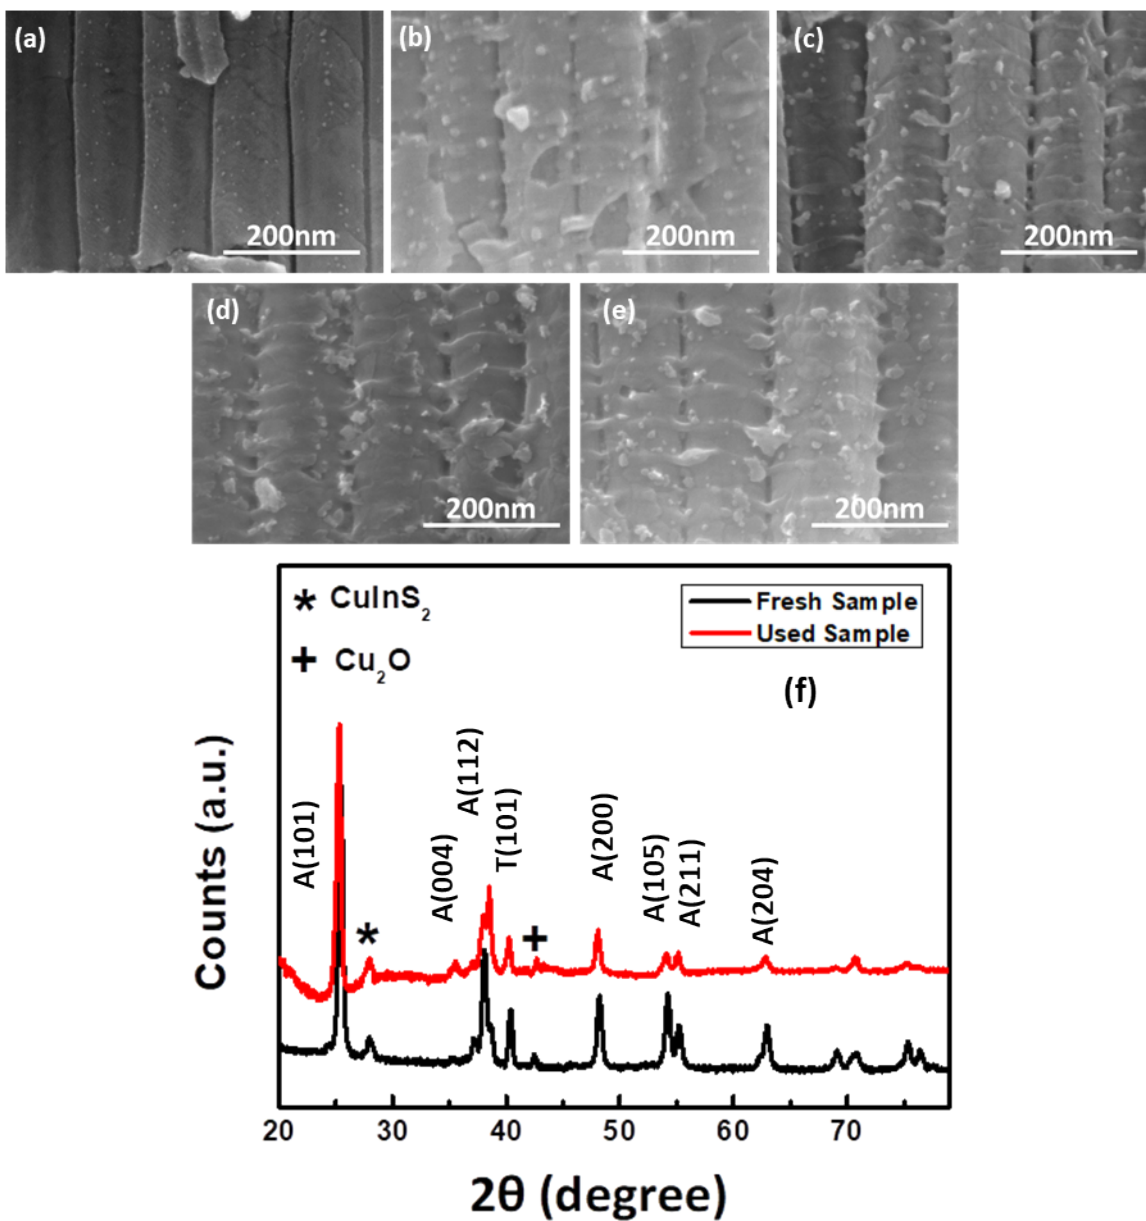 (a)
(b)
(c)
200nm
200nm
200nm
(d)
(e)
200nm
200nm
* CuInS₂
+ Cu₂O
Fresh Sample
Used Sample
(f)
Counts (a.u.)
A(101)
*
A(004)
A(112)
T(101)
+
A(200)
A(105)
A(211)
A(204)
20 30 40 50 60 70
2θ (degree)